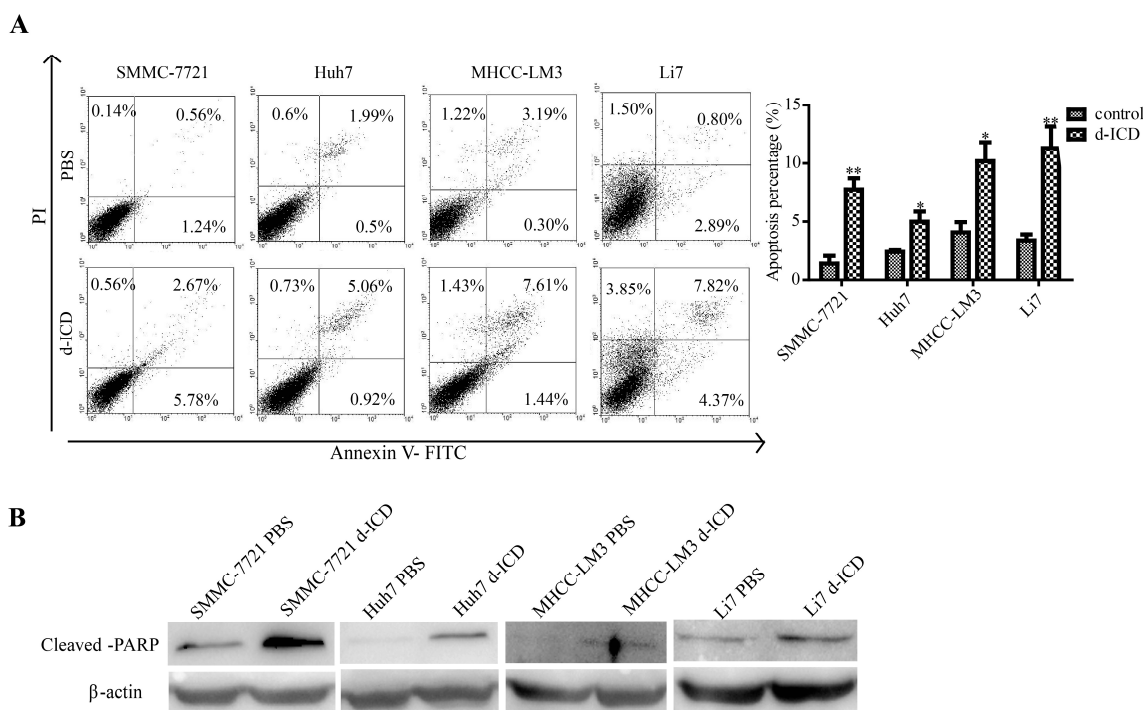 A
SMMC-7721 Huh7 MHCC-LM3 Li7
PI
PBS
0.14% 0.56%
1.24%
0.6% 1.99%
0.5%
1.22% 3.19%
0.30%
1.50% 0.80%
2.89%
d-ICD
0.56% 2.67%
5.78%
0.73% 5.06%
0.92%
1.43% 7.61%
1.44%
3.85% 7.82%
4.37%
Annexin V- FITC
Apoptosis percentage (%)
15
10
5
0
** * * **
control
d-ICD
SMMC-7721
Huh7
MHCC-LM3
Li7
B
SMMC-7721 PBS
SMMC-7721 d-ICD
Huh7 PBS
Huh7 d-ICD
MHCC-LM3 PBS
MHCC-LM3 d-ICD
Li7 PBS
Li7 d-ICD
Cleaved -PARP
β-actin